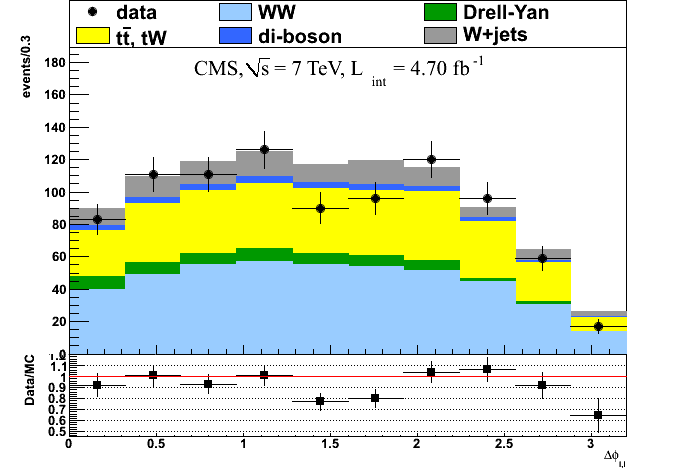 data WW Drell-Yan
tt̅, tW di-boson W+jets
events/0.3
CMS, √s = 7 TeV, L int = 4.70 fb-1
180
160
140
120
100
80
60
40
20
0
Data/MC
1.2
1.1
1
0.9
0.8
0.7
0.6
0.5
0 0.5 1 1.5 2 2.5 3
Δφl,l